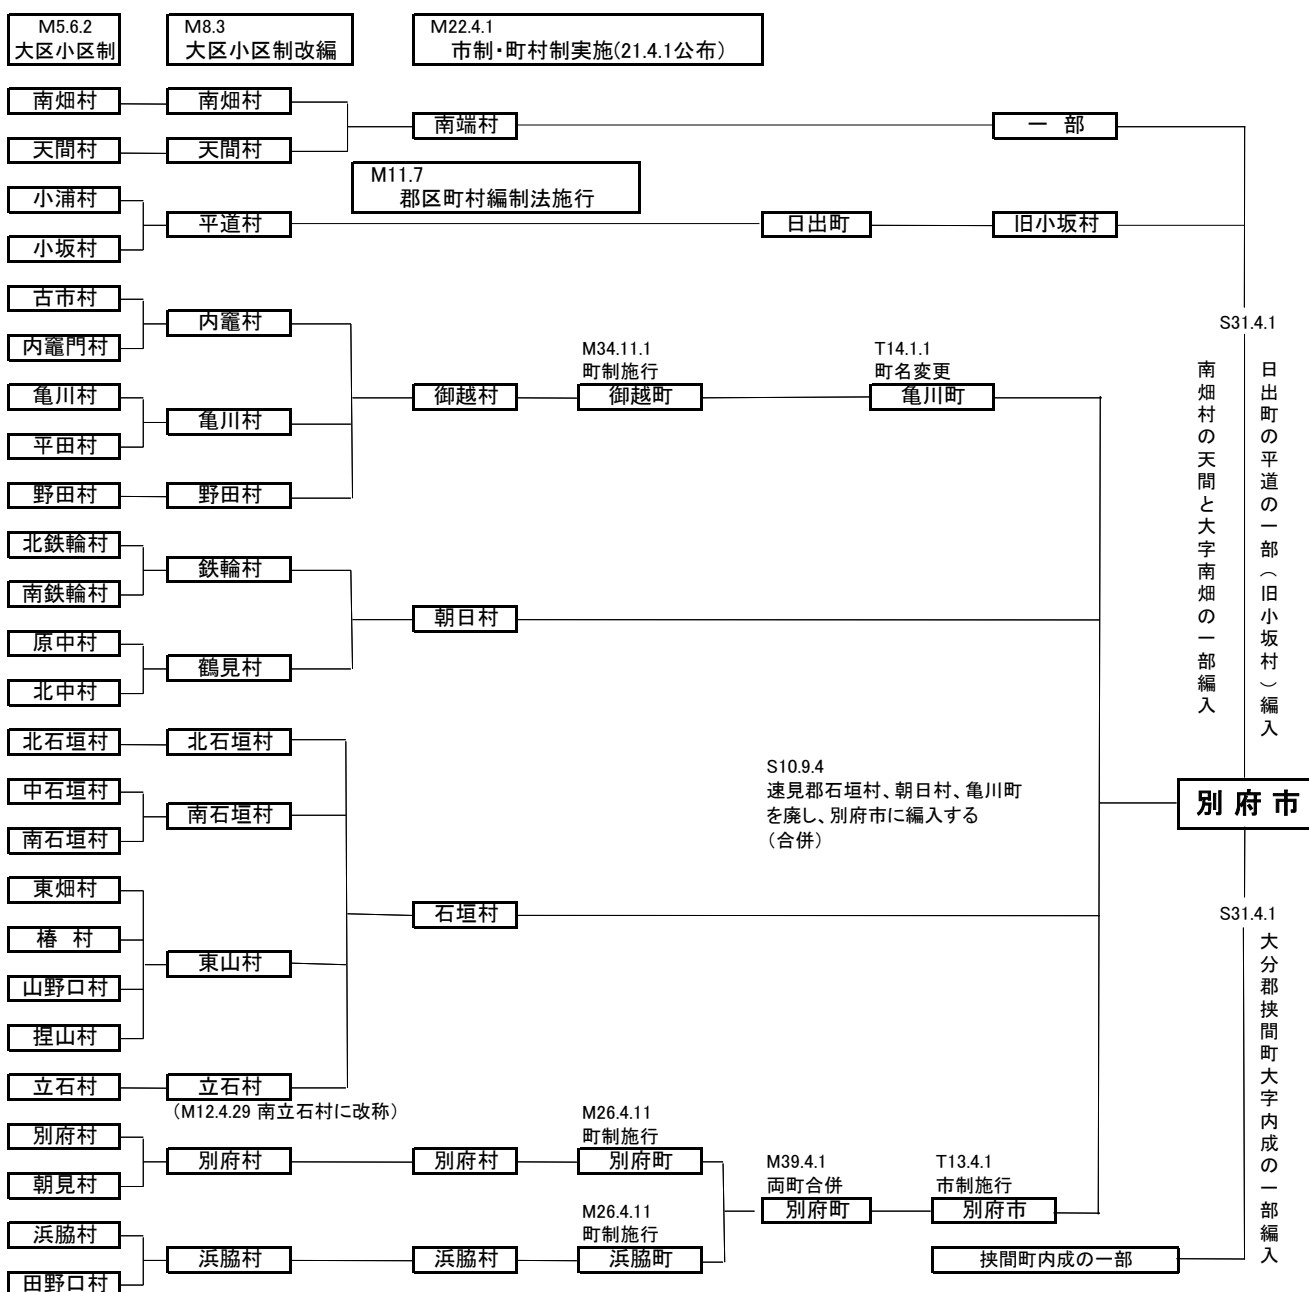 M5.6.2
大区小区制
M8.3
大区小区制改編
M22.4.1
市制・町村制実施(21.4.1公布)
南畑村
南畑村
南端村
一 部
天間村
天間村
M11.7
郡区町村編制法施行
小浦村
平道村
日出町
旧小坂村
小坂村
古市村
内竈村
内竈門村
S31.4.1
日出町の平道の一部（旧小坂村）編入
南畑村の天間と大字南畑の一部編入
M34.11.1
町制施行
T14.1.1
町名変更
亀川村
御越村
御越町
亀川町
亀川村
平田村
野田村
野田村
北鉄輪村
鉄輪村
南鉄輪村
朝日村
原中村
鶴見村
北中村
北石垣村
北石垣村
中石垣村
南石垣村
南石垣村
S10.9.4
速見郡石垣村、朝日村、亀川町
を廃し、別府市に編入する
（合併）
別府市
東畑村
石垣村
椿 村
東山村
山野口村
捏山村
S31.4.1
大分郡挟間町大字内成の一部編入
立石村
立石村
（M12.4.29 南立石村に改称）
別府村
別府村
別府村
M26.4.11
町制施行
別府町
朝見村
M39.4.1
両町合併
別府町
T13.4.1
市制施行
別府市
浜脇村
浜脇村
浜脇村
M26.4.11
町制施行
浜脇町
挟間町内成の一部
田野口村